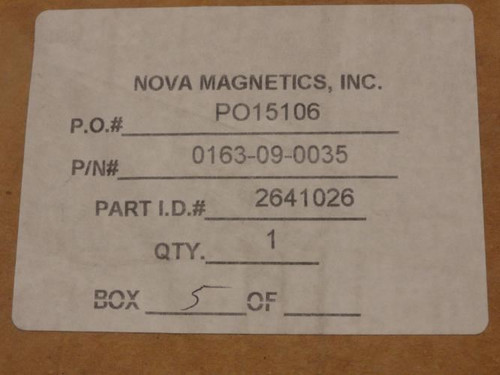 NOVA MAGNETICS, INC.
P.O.# PO15106
P/N# 0163-09-0035
PART I.D.# 2641026
QTY. 1
BOX 5 OF